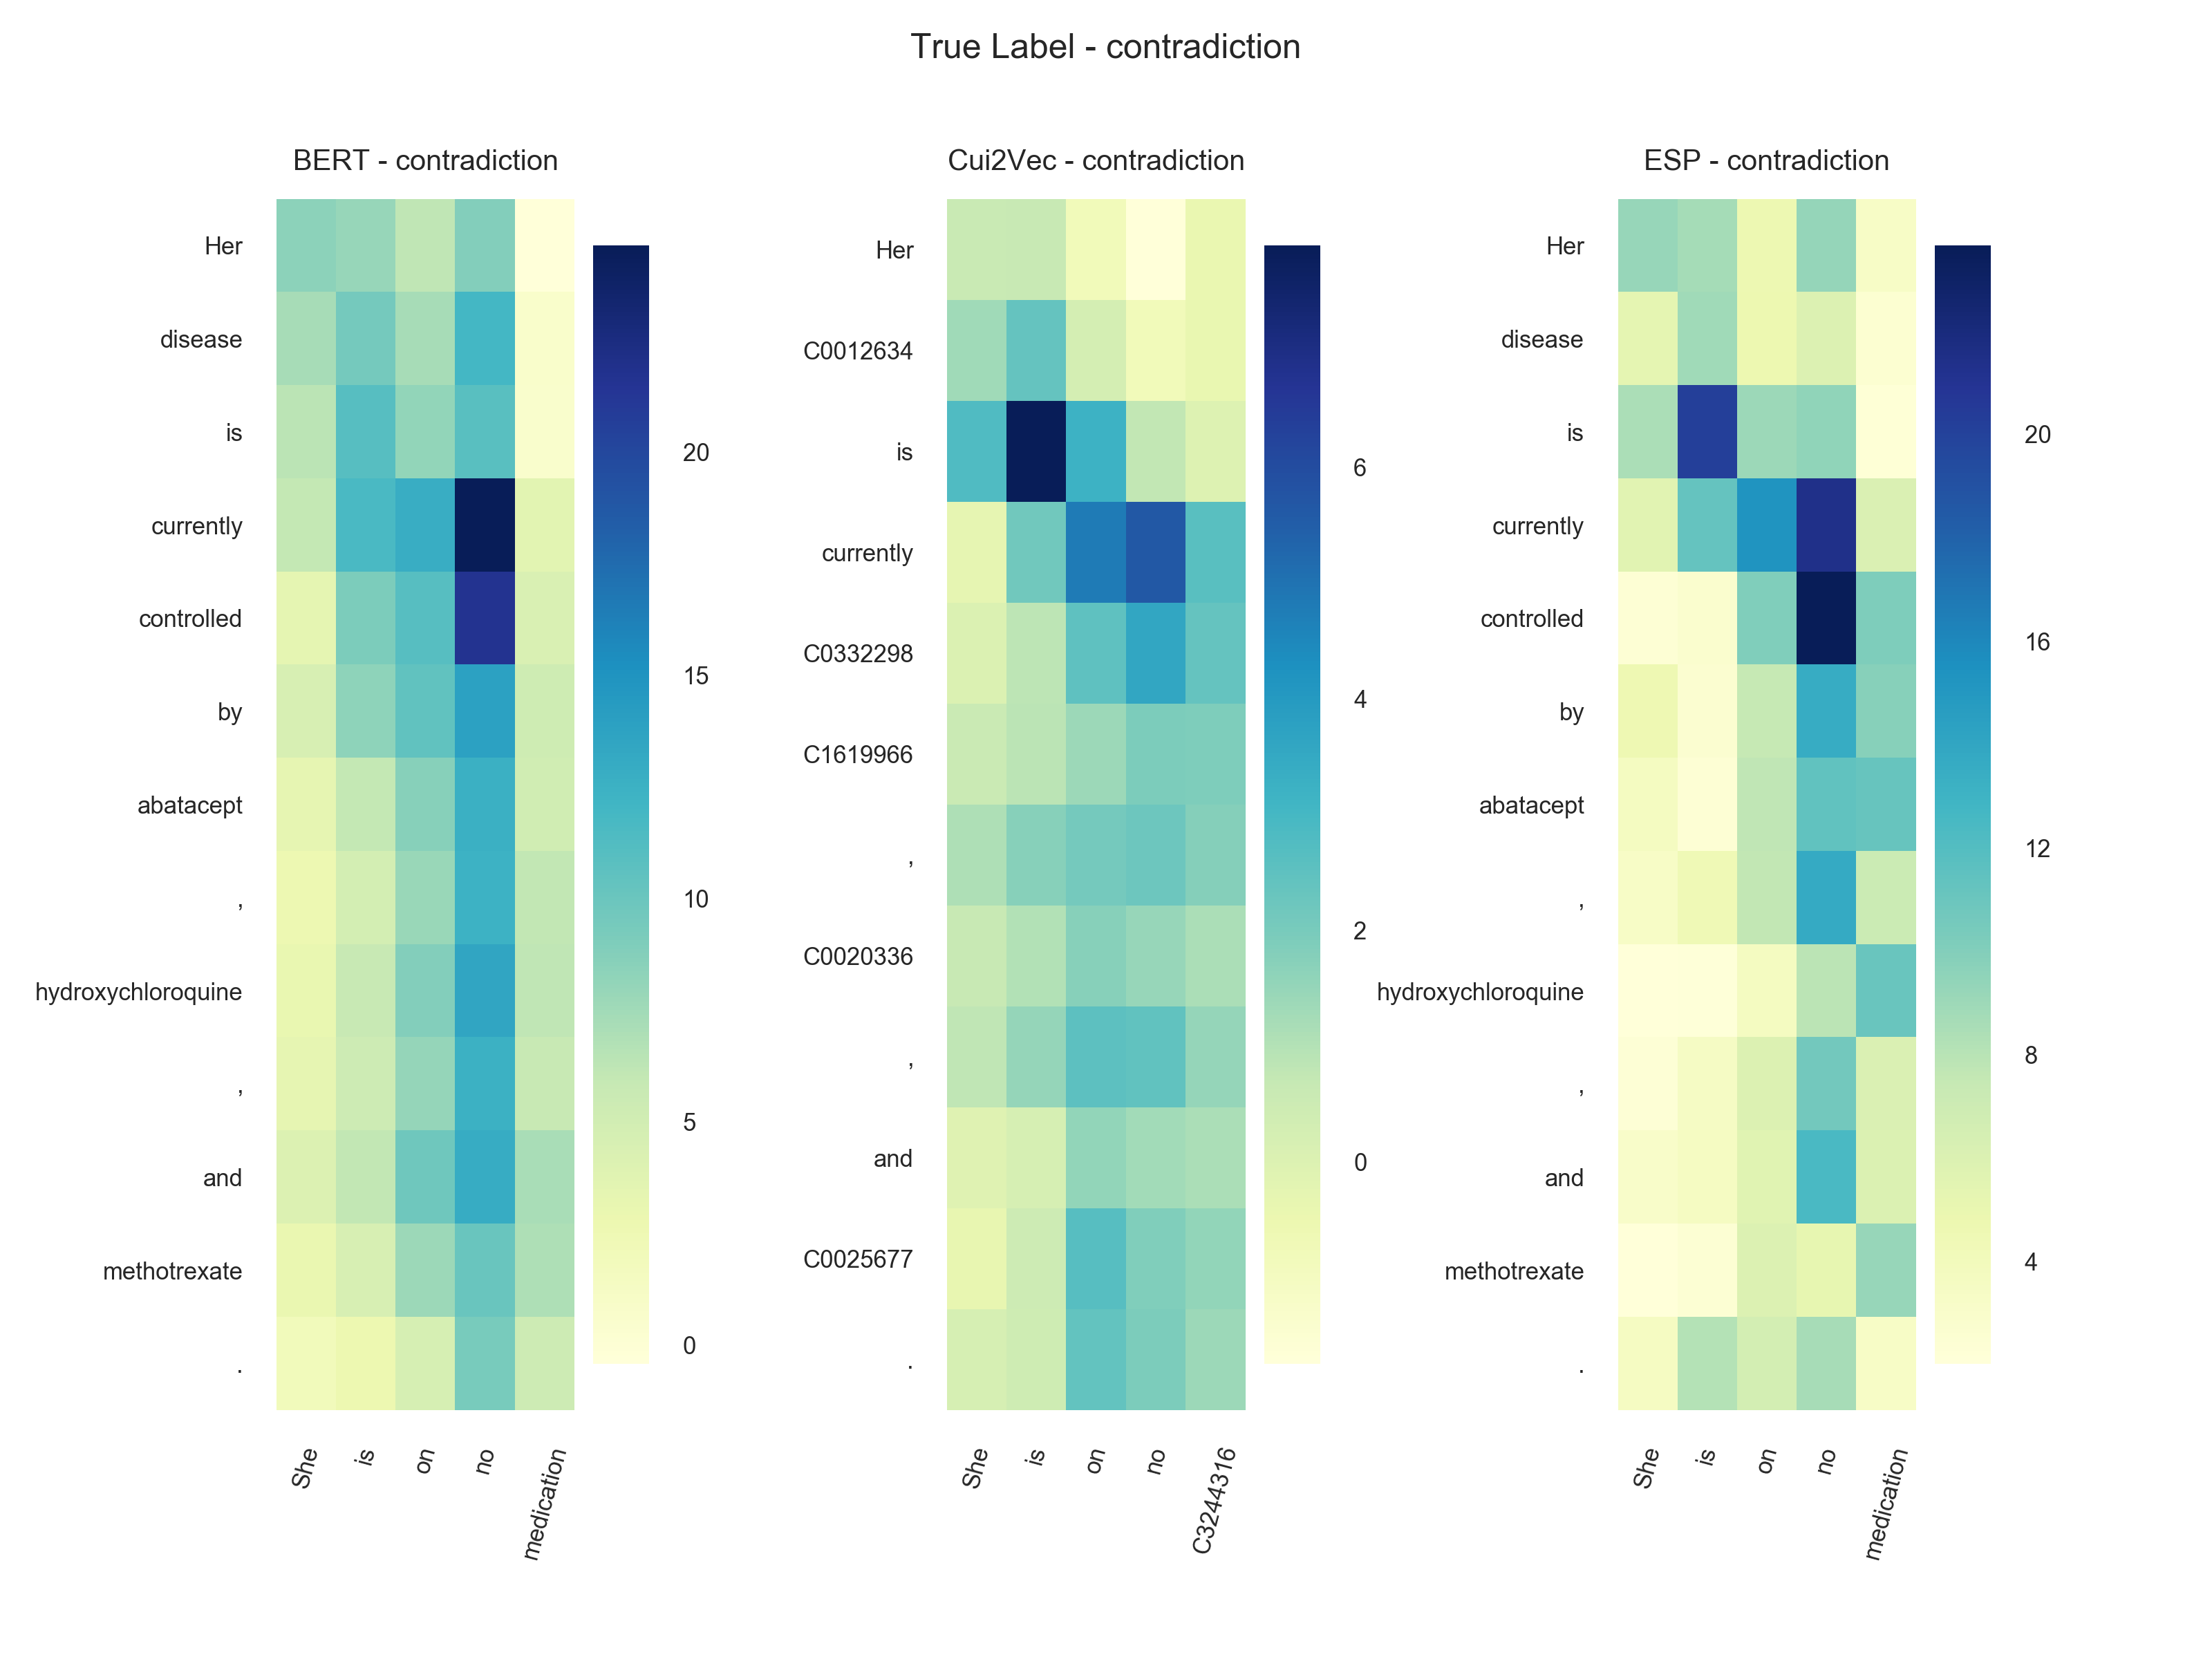 True Label - contradiction
BERT - contradiction
Her
disease
is
currently
controlled
by
abatacept
,
hydroxychloroquine
,
and
methotrexate
.
She
is
on
no
medication
20
15
10
5
0
Cui2Vec - contradiction
Her
C0012634
is
currently
C0332298
C1619966
,
C0020336
,
and
C0025677
.
She
is
on
no
C3244316
6
4
2
0
ESP - contradiction
Her
disease
is
currently
controlled
by
abatacept
,
hydroxychloroquine
,
and
methotrexate
.
She
is
on
no
medication
20
16
12
8
4